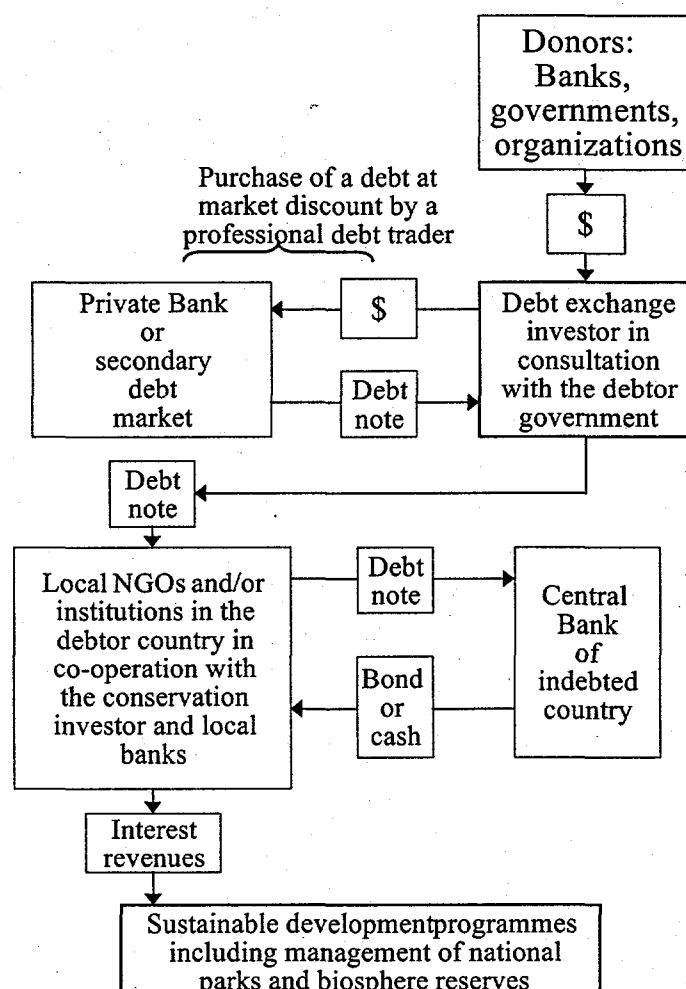 Donors:
Banks,
governments,
organizations
$
Purchase of a debt at
market discount by a
professional debt trader
Private Bank
or
secondary
debt
market
$
Debt
note
Debt exchange
investor in
consultation
with the debtor
government
Debt
note
Local NGOs and/or
institutions in the
debtor country in
co-operation with
the conservation
investor and local
banks
Debt
note
Bond
or
cash
Central
Bank
of
indebted
country
Interest
revenues
Sustainable developmentprogrammes
including management of national
parks and biosphere reserves